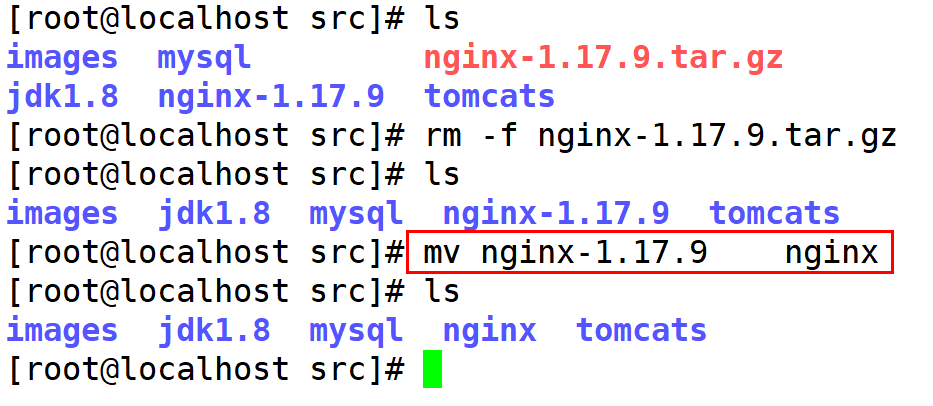 [root@localhost src]# ls
images  mysql         nginx-1.17.9.tar.gz
jdk1.8  nginx-1.17.9  tomcats
[root@localhost src]# rm -f nginx-1.17.9.tar.gz
[root@localhost src]# ls
images  jdk1.8  mysql  nginx-1.17.9  tomcats
[root@localhost src]# mv nginx-1.17.9    nginx
[root@localhost src]# ls
images  jdk1.8  mysql  nginx  tomcats
[root@localhost src]#